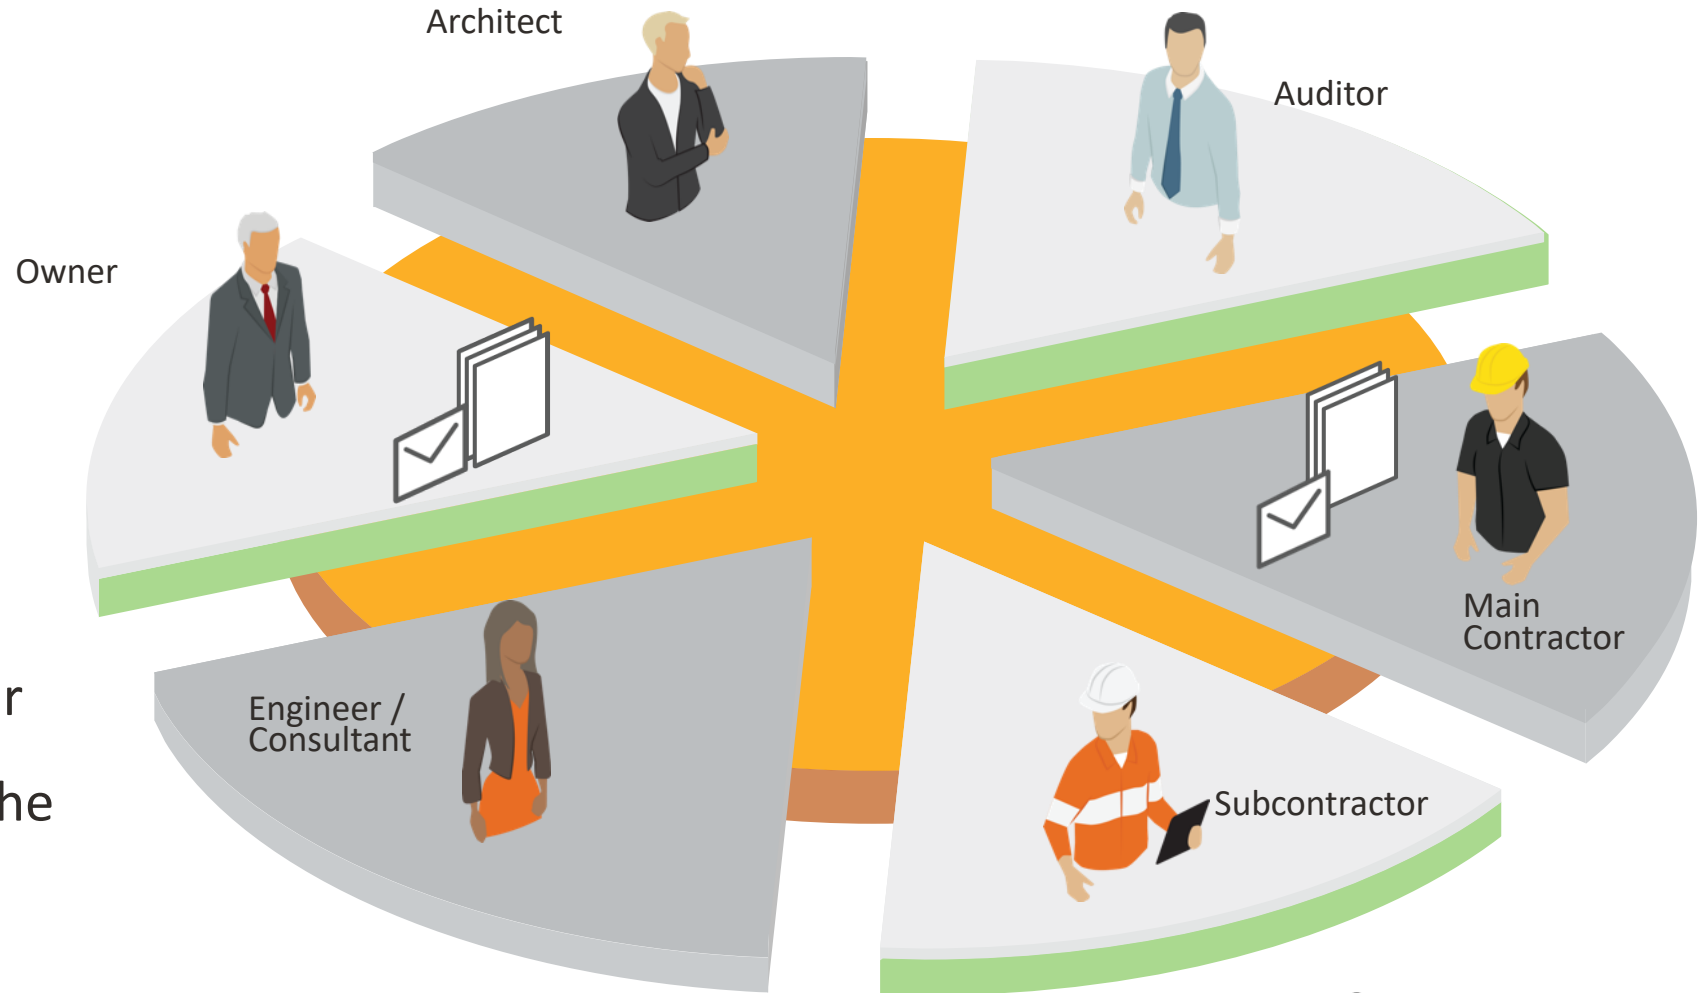 Architect
Auditor
Owner
Main
Contractor
r
Engineer /
Consultant
he
Subcontractor